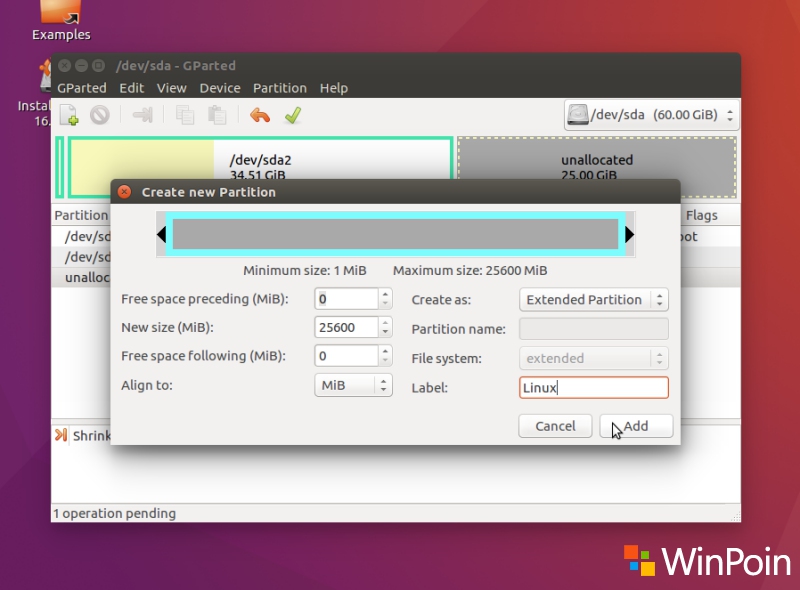 Examples
Instal
16.
/dev/sda - GParted
GParted Edit View Device Partition Help
/dev/sda (60.00 GiB)
/dev/sda2
34.51 GiB
unallocated
25.00 GiB
Create new Partition
Partition
Flags
/dev/sd
oot
/dev/sd
unalloc
Minimum size: 1 MiB Maximum size: 25600 MiB
Free space preceding (MiB): 0
Create as: Extended Partition
New size (MiB): 25600
Partition name:
Free space following (MiB): 0
File system: extended
Align to: MiB
Label: Linux
Cancel
Add
Shrink
1 operation pending
WinPoin